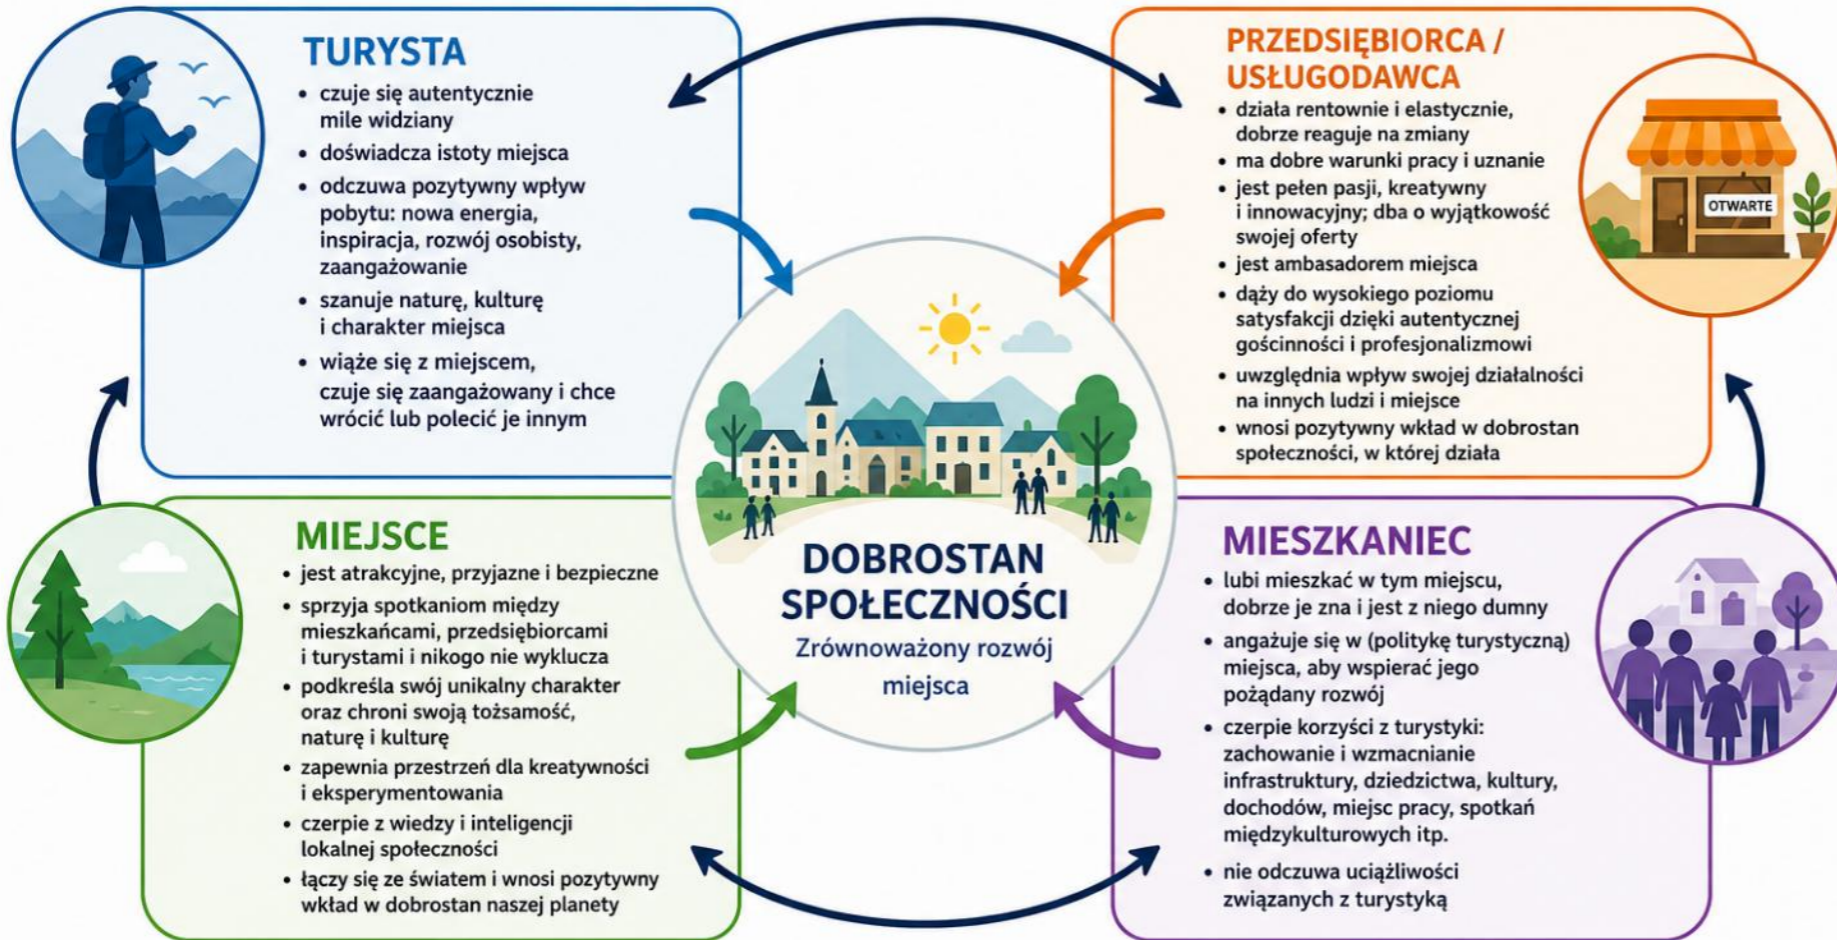 TURYSTA
• czuje się autentycznie
mile widziany
• doświadcza istoty miejsca
• odczuwa pozytywny wpływ
pobytu: nowa energia,
inspiracja, rozwój osobisty,
zaangażowanie
• szanuje naturę, kulturę
i charakter miejsca
• wiąże się z miejscem,
czuje się zaangażowany i chce
wrócić lub polecić je innym
PRZEDSIĘBIORCA /
USŁUGODAWCA
• działa rentownie i elastycznie,
dobrze reaguje na zmiany
• ma dobre warunki pracy i uznanie
• jest pełen pasji, kreatywny
i innowacyjny; dba o wyjątkowość
swojej oferty
• jest ambasadorem miejsca
• dąży do wysokiego poziomu
satysfakcji dzięki autentycznej
gościnności i profesjonalizmowi
• uwzględnia wpływ swojej działalności
na innych ludzi i miejsce
• wnosi pozytywny wkład w dobrostan
społeczności, w której działa
OTWARTE
DOBROSTAN
SPOŁECZNOŚCI
Zrównoważony rozwój
miejsca
MIEJSCE
• jest atrakcyjne, przyjazne i bezpieczne
• sprzyja spotkaniom między
mieszkańcami, przedsiębiorcami
i turystami i nikogo nie wyklucza
• podkreśla swój unikalny charakter
oraz chroni swoją tożsamość,
naturę i kulturę
• zapewnia przestrzeń dla kreatywności
i eksperymentowania
• czerpie z wiedzy i inteligencji
lokalnej społeczności
• łączy się ze światem i wnosi pozytywny
wkład w dobrostan naszej planety
MIESZKANIEC
• lubi mieszkać w tym miejscu,
dobrze je zna i jest z niego dumny
• angażuje się w (politykę turystyczną)
miejsca, aby wspierać jego
pożądany rozwój
• czerpie korzyści z turystyki:
zachowanie i wzmacnianie
infrastruktury, dziedzictwa, kultury,
dochodów, miejsc pracy, spotkań
międzykulturowych itp.
• nie odczuwa uciążliwości
związanych z turystyką